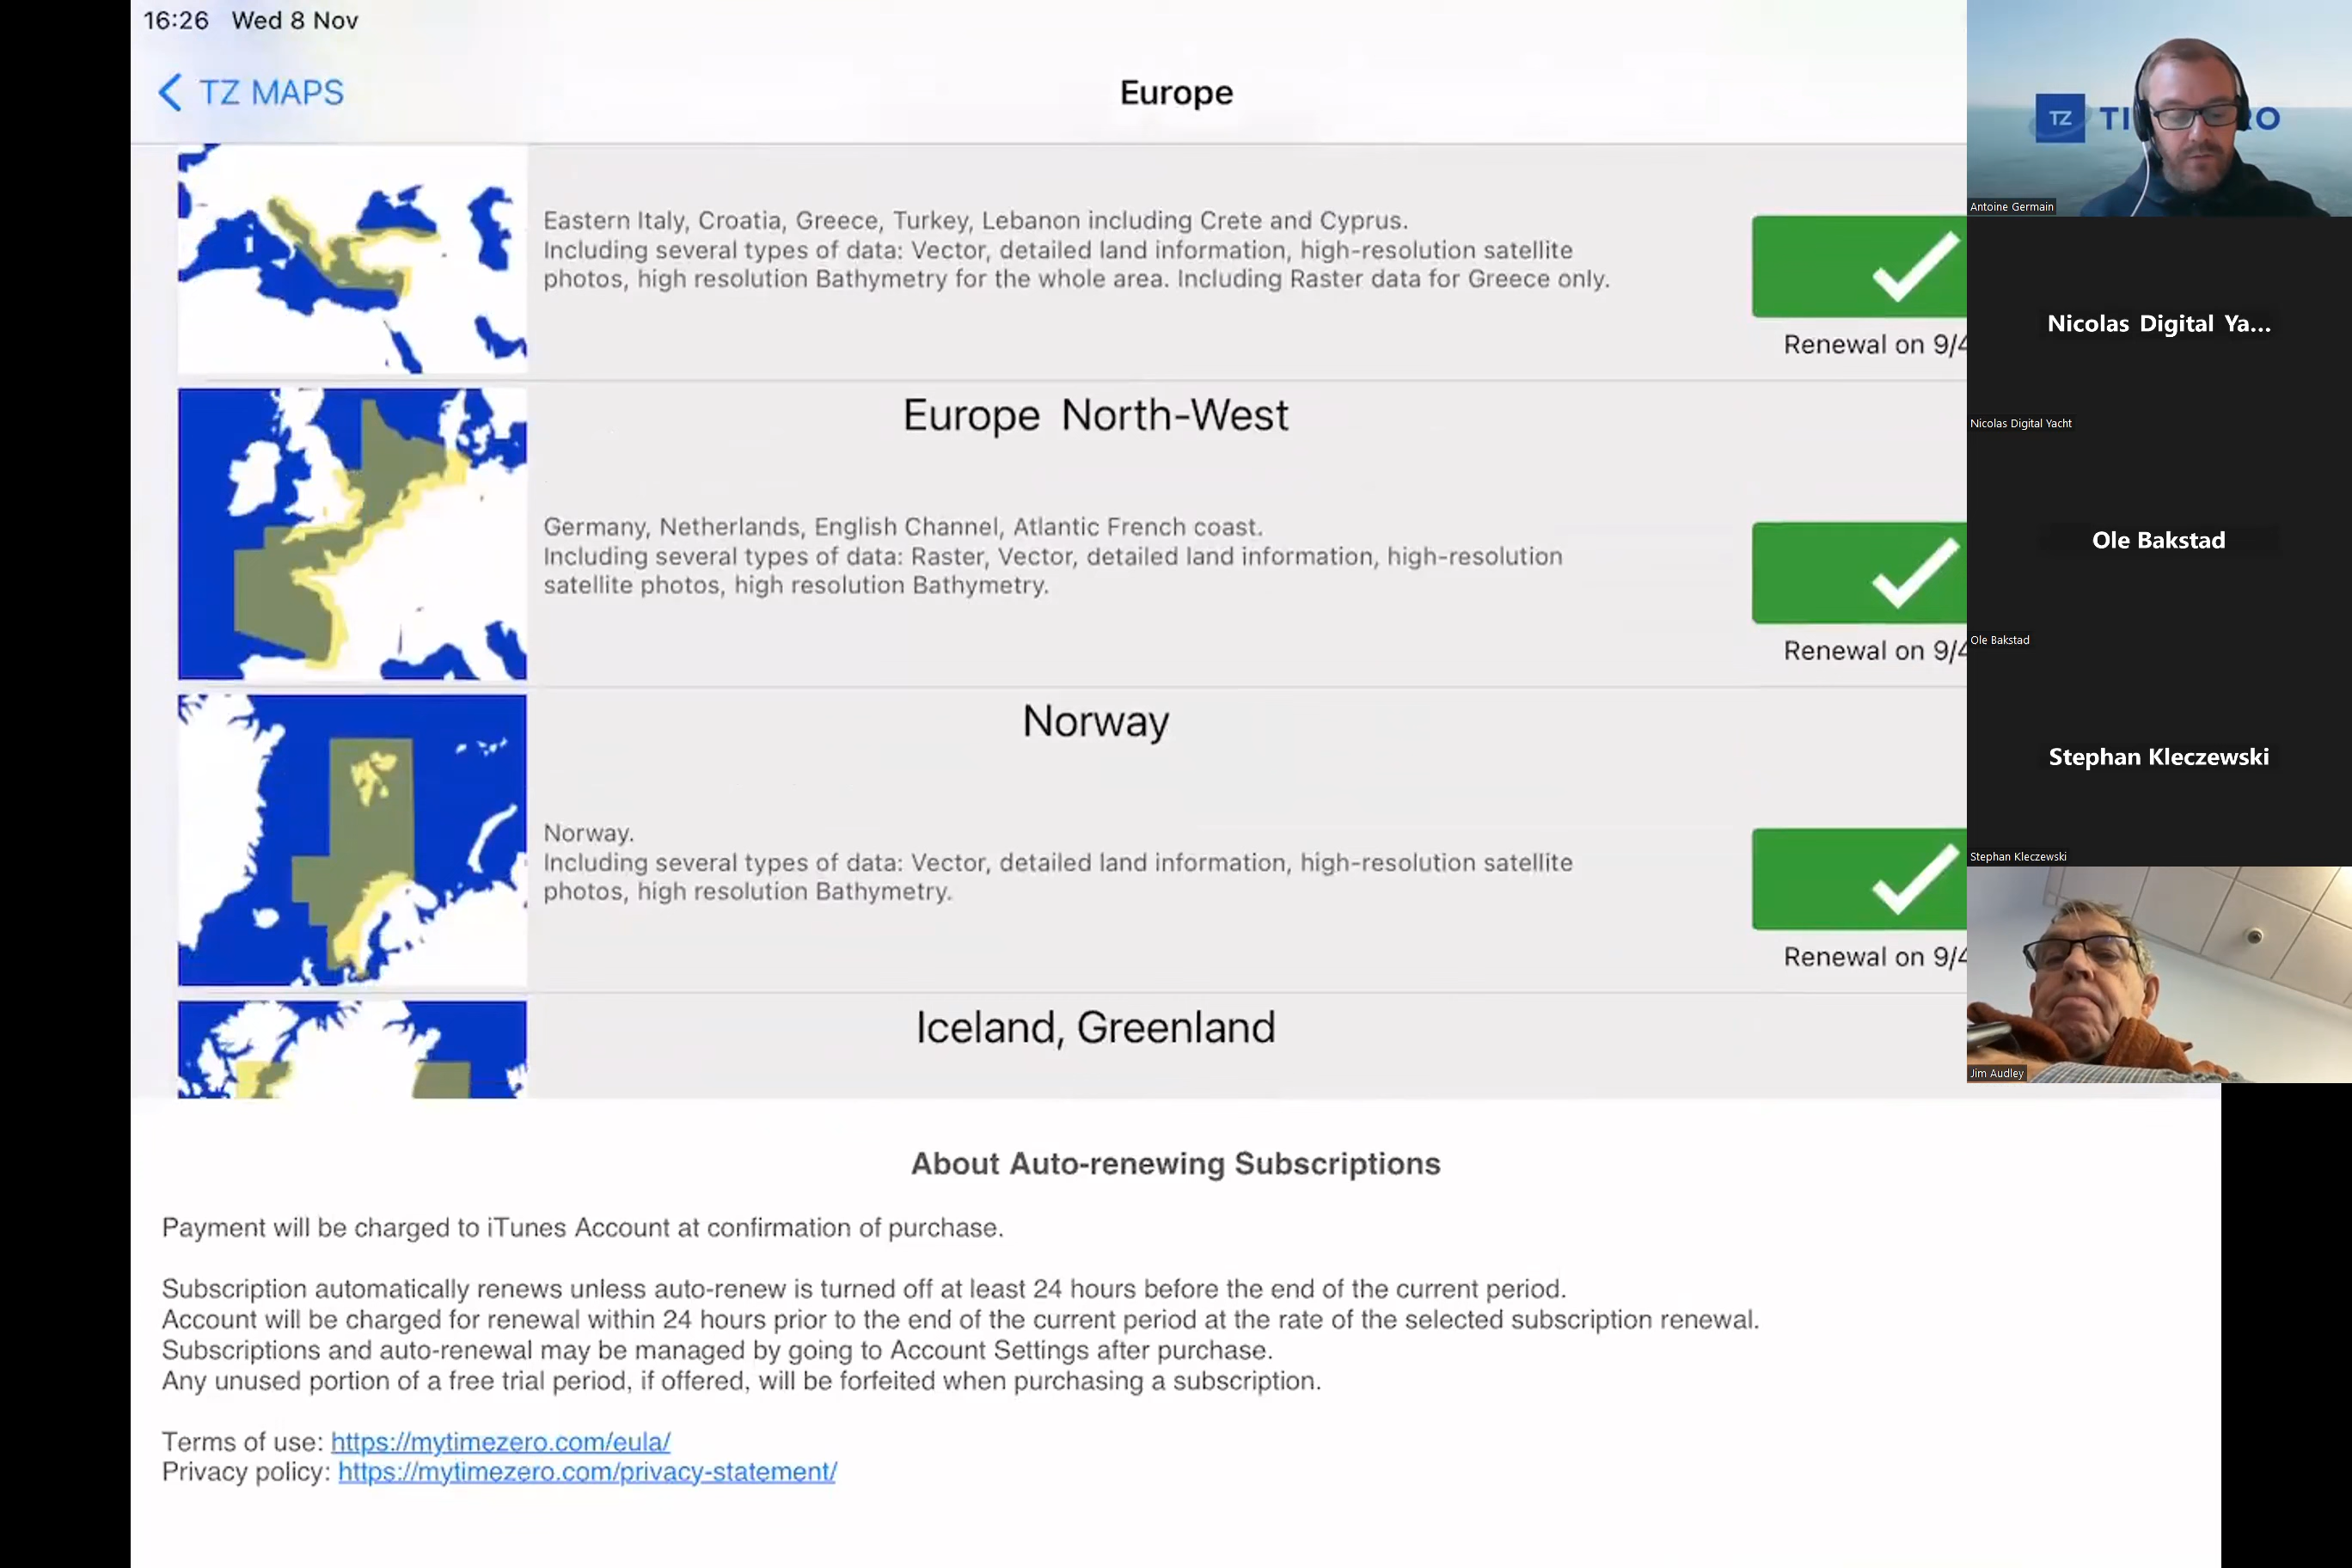 16:26 Wed 8 Nov
TZ MAPS
Europe
Eastern Italy, Croatia, Greece, Turkey, Lebanon including Crete and Cyprus.
Including several types of data: Vector, detailed land information, high-resolution satellite
photos, high resolution Bathymetry for the whole area. Including Raster data for Greece only.
Renewal on 9/4
Europe North-West
Germany, Netherlands, English Channel, Atlantic French coast.
Including several types of data: Raster, Vector, detailed land information, high-resolution
satellite photos, high resolution Bathymetry.
Renewal on 9/4
Norway
Norway.
Including several types of data: Vector, detailed land information, high-resolution satellite
photos, high resolution Bathymetry.
Renewal on 9/4
Iceland, Greenland
About Auto-renewing Subscriptions
Payment will be charged to iTunes Account at confirmation of purchase.
Subscription automatically renews unless auto-renew is turned off at least 24 hours before the end of the current period.
Account will be charged for renewal within 24 hours prior to the end of the current period at the rate of the selected subscription renewal.
Subscriptions and auto-renewal may be managed by going to Account Settings after purchase.
Any unused portion of a free trial period, if offered, will be forfeited when purchasing a subscription.
Terms of use: https://mytimezero.com/eula/
Privacy policy: https://mytimezero.com/privacy-statement/
TZ
Antoine Germain
Nicolas Digital Ya...
Nicolas Digital Yacht
Ole Bakstad
Ole Bakstad
Stephan Kleczewski
Stephan Kleczewski
Jim Audley